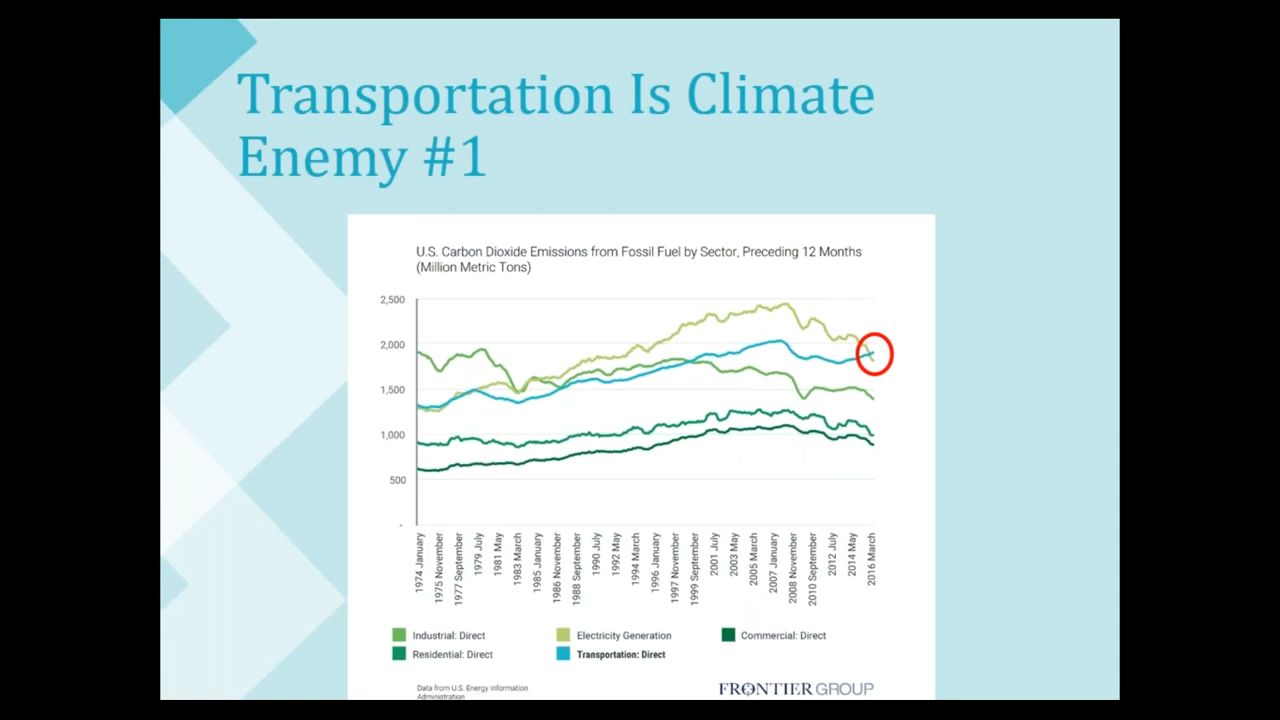 Transportation Is Climate
Enemy #1
U.S. Carbon Dioxide Emissions from Fossil Fuel by Sector, Preceding 12 Months
(Million Metric Tons)
2,500
2,000
1,500
1,000
500
-
1974 January
1975 November
1977 September
1979 July
1981 May
1983 March
1985 January
1986 November
1988 September
1990 July
1992 May
1994 March
1996 January
1997 November
1999 September
2001 July
2003 May
2005 March
2007 January
2008 November
2010 September
2012 July
2014 May
2016 March
Industrial: Direct
Electricity Generation
Commercial: Direct
Residential: Direct
Transportation: Direct
Data from U.S. Energy Information
Administration
FRONTIER GROUP